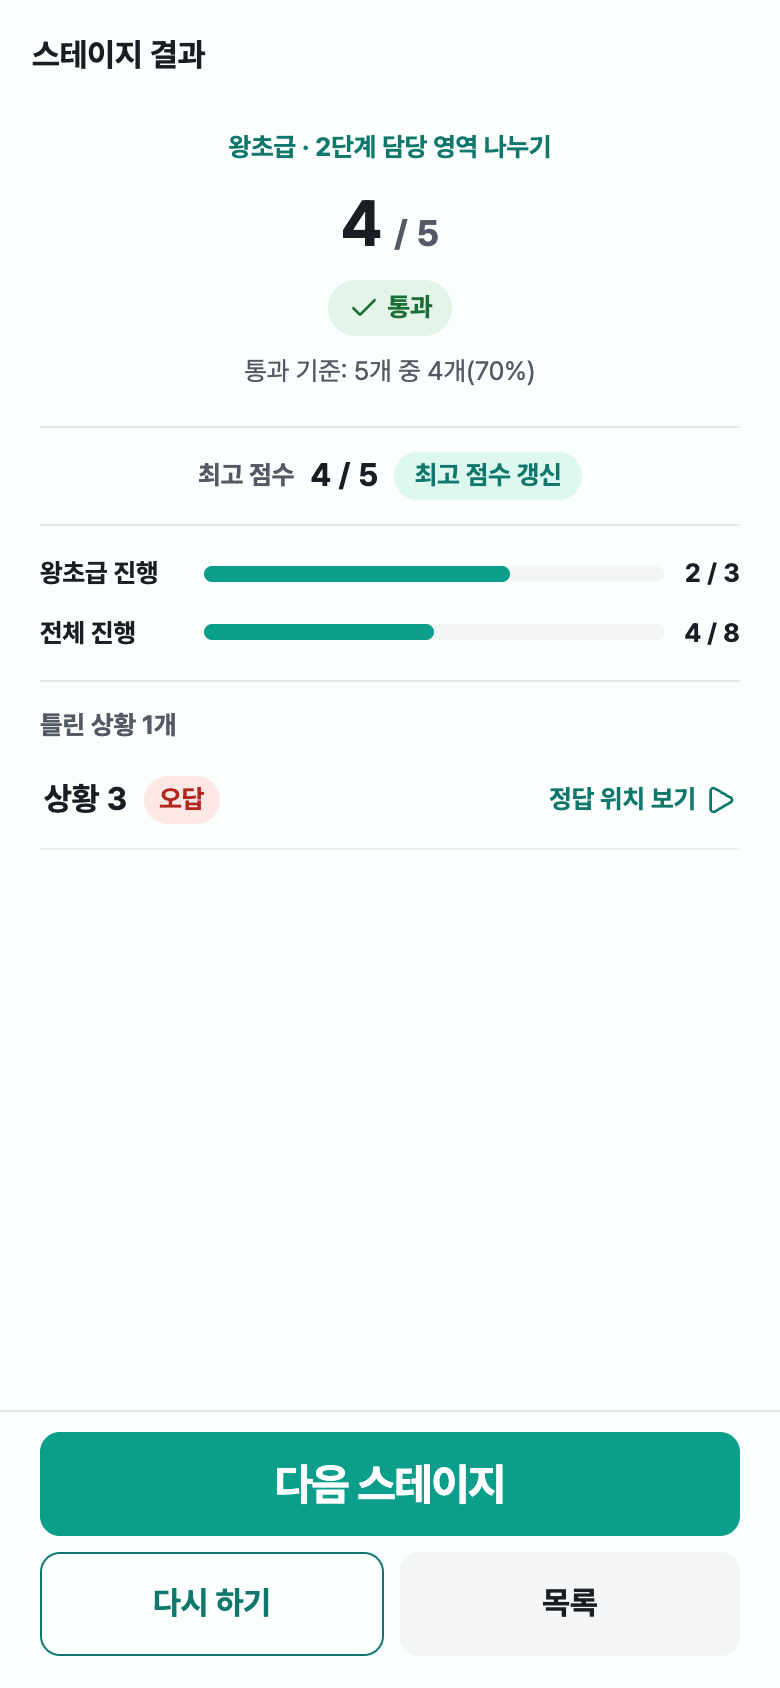 스테이지 결과
왕초급 · 2단계 담당 영역 나누기
4 / 5
통과
통과 기준: 5개 중 4개(70%)
최고 점수 4 / 5 최고 점수 갱신
왕초급 진행 2 / 3
전체 진행 4 / 8
틀린 상황 1개
상황 3 오답 정답 위치 보기
다음 스테이지
다시 하기 목록